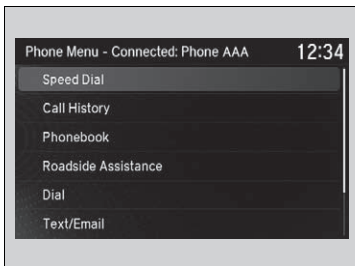 Phone Menu - Connected: Phone AAA 12:34
Speed Dial
Call History
Phonebook
Roadside Assistance
Dial
Text/Email